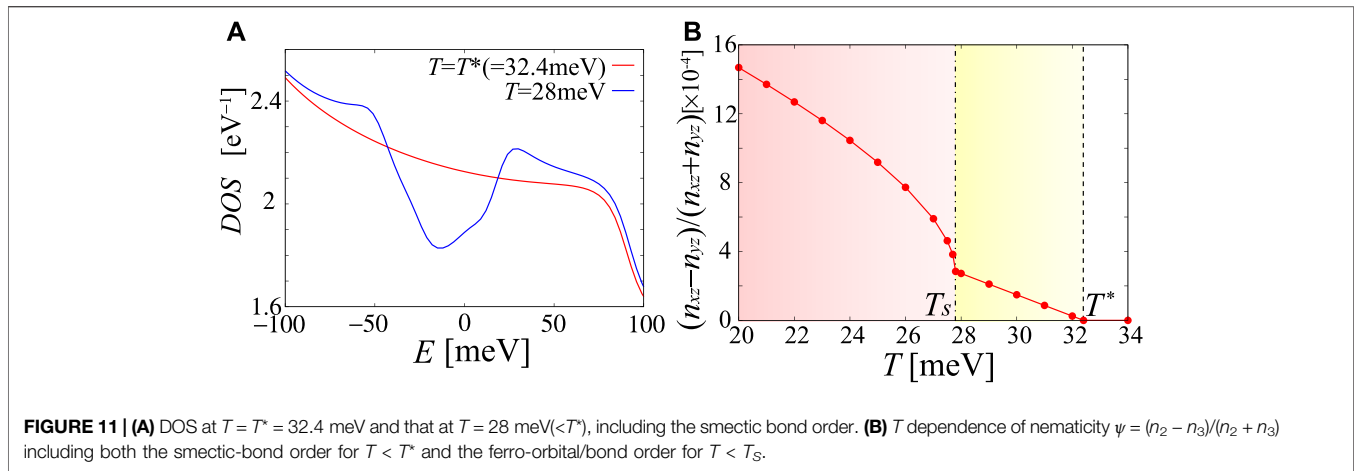 A
B
T=T*(=32.4meV)
T=28meV
DOS [eV⁻¹]
2.4
2
1.6
−100
−50
0
50
100
E [meV]
(n_xz−n_yz)/(n_xz+n_yz)[×10⁻⁴]
16
12
8
4
0
T_S
T*
20
22
24
26
28
30
32
34
T [meV]
FIGURE 11 | (A) DOS at T = T* = 32.4 meV and that at T = 28 meV(<T*), including the smectic bond order. (B) T dependence of nematicity ψ = (n₂ − n₃)/(n₂ + n₃)
including both the smectic-bond order for T < T* and the ferro-orbital/bond order for T < T_S.